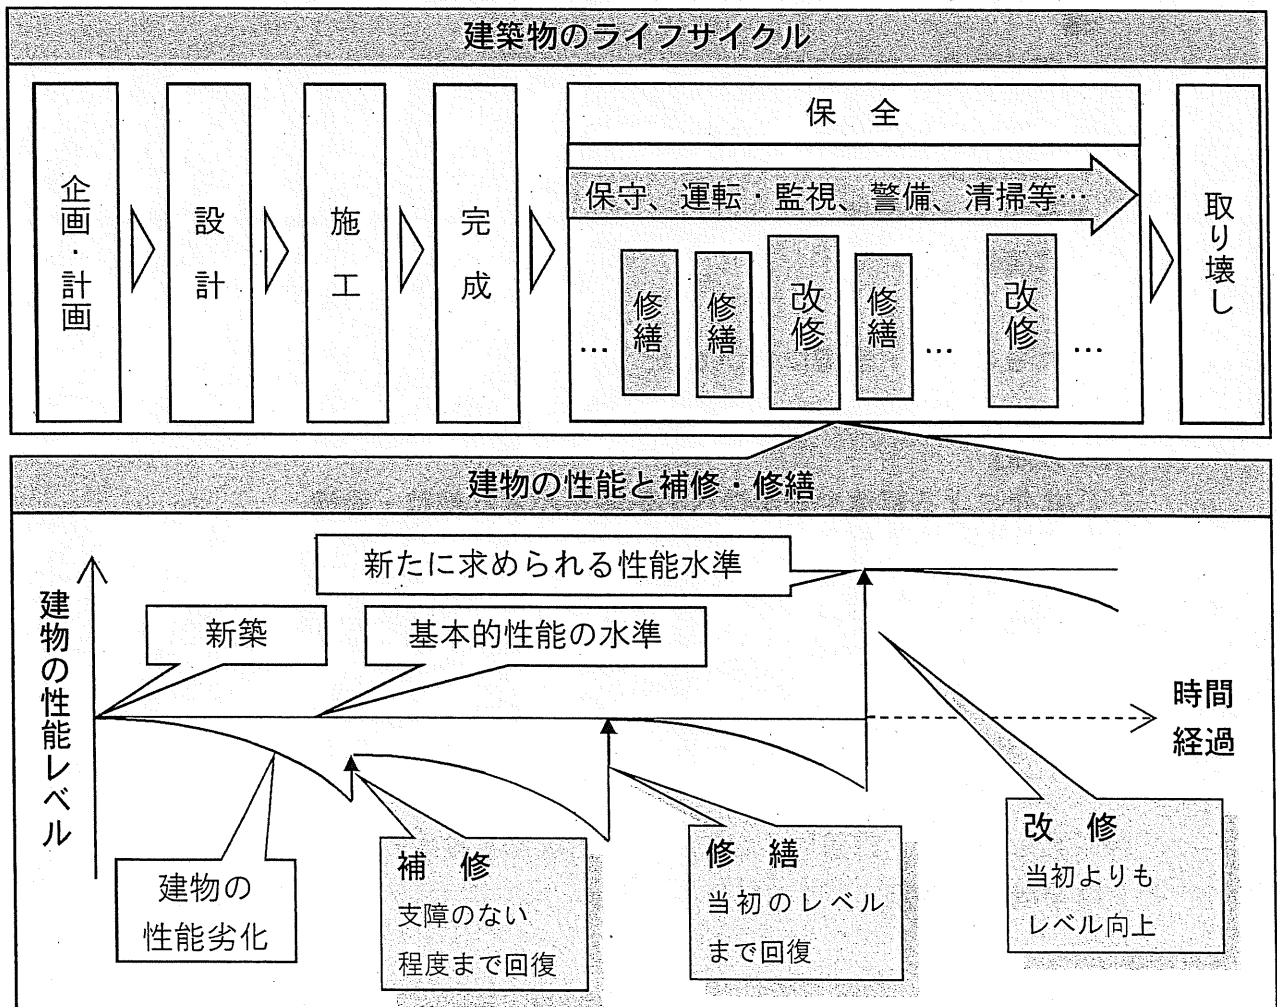 建築物のライフサイクル
企画・計画
設計
施工
完成
保全
保守、運転・監視、警備、清掃等…
…
修繕
修繕
改修
修繕
…
改修
…
取り壊し
建物の性能と補修・修繕
建物の性能レベル
新たに求められる性能水準
新築
基本的性能の水準
時間
経過
建物の
性能劣化
補修
支障のない
程度まで回復
修繕
当初のレベル
まで回復
改修
当初よりも
レベル向上